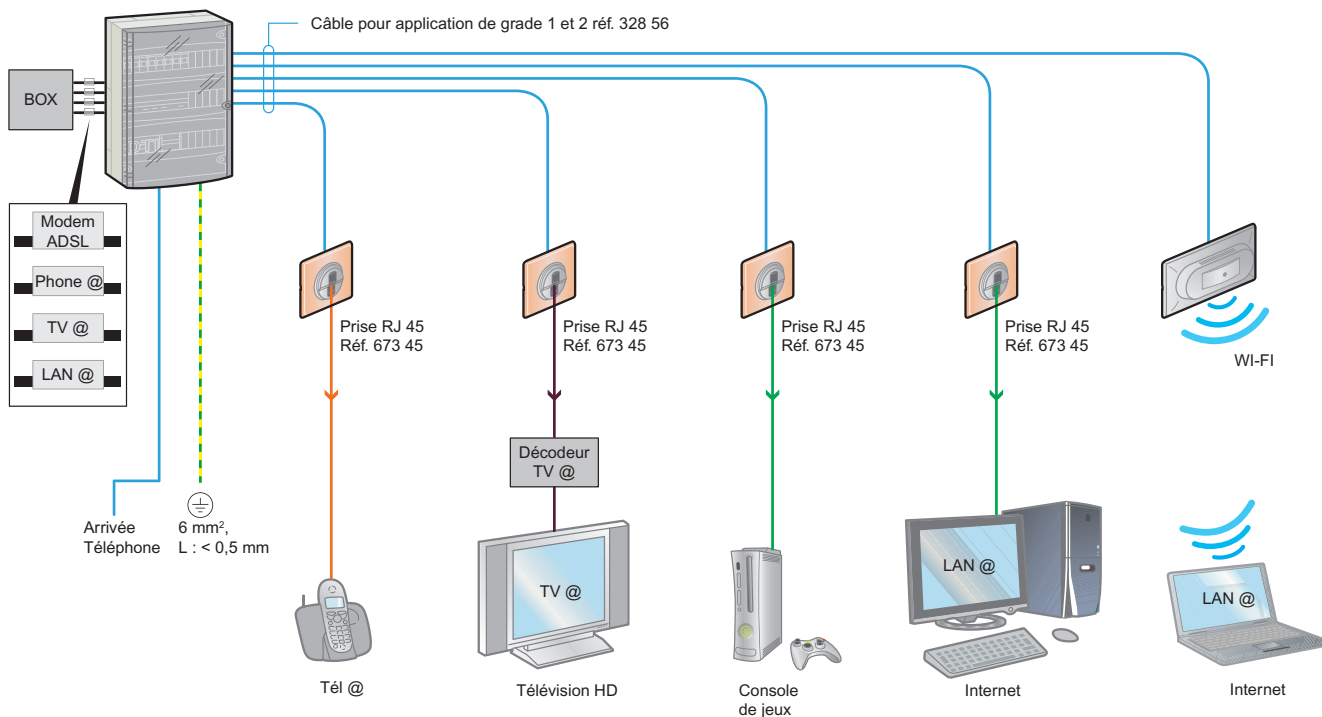 Câble pour application de grade 1 et 2 réf. 328 56
BOX
Modem
ADSL
Phone @
TV @
LAN @
Arrivée
Téléphone
6 mm²,
L : < 0,5 mm
Prise RJ 45
Réf. 673 45
Prise RJ 45
Réf. 673 45
Prise RJ 45
Réf. 673 45
Prise RJ 45
Réf. 673 45
WI-FI
Décodeur
TV @
TV @
LAN @
LAN @
Tél @
Télévision HD
Console
de jeux
Internet
Internet